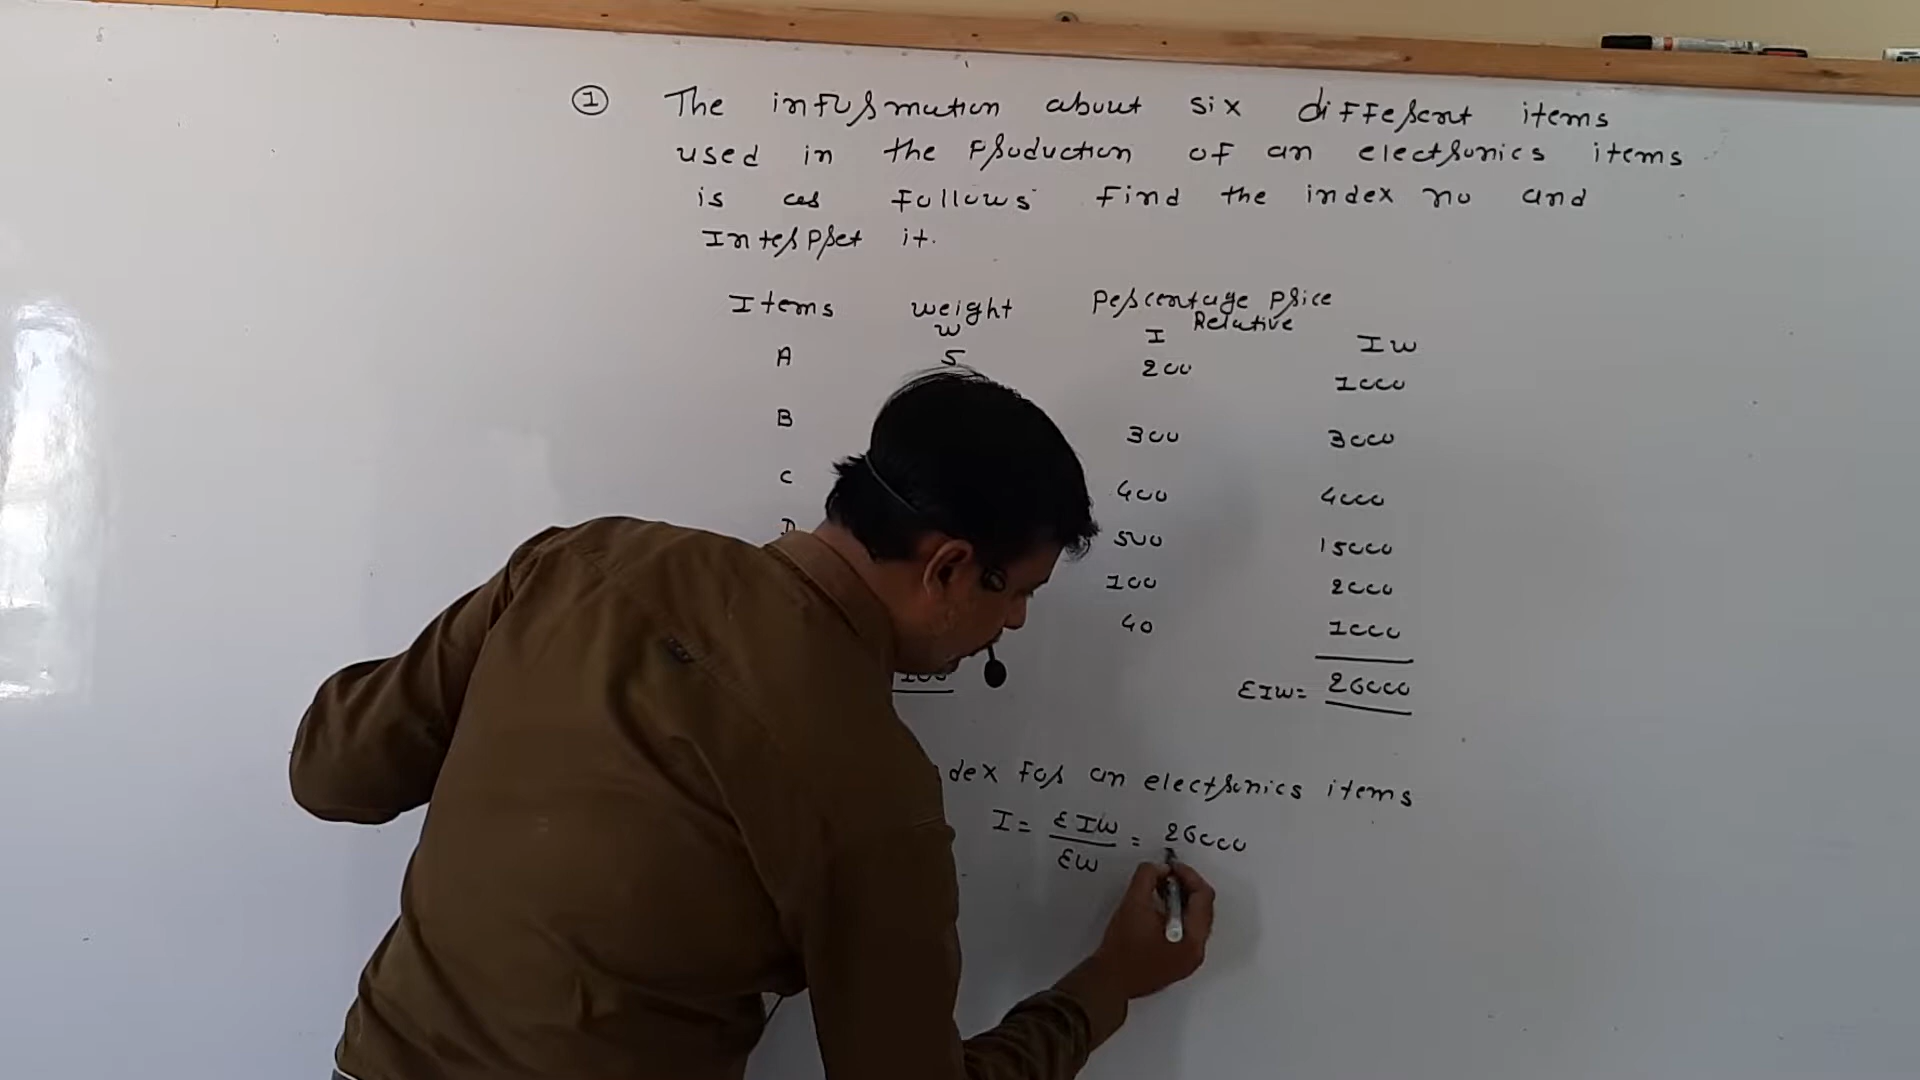 ① The information about six different items
used in the production of an electronics items
is as follows find the index no and
Interpret it.
Items weight Percentage Price
w I Relative I w
A 5 200 1000
B 300 3000
C 400 4000
D 500 15000
100 2000
40 1000
100 ΣIw= 26000
dex for an electronics items
I = ΣIw / Σw = 26000